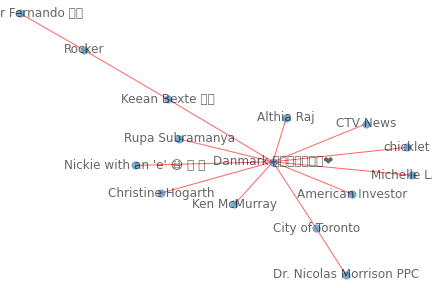 r Fernando
Rocker
Keean Bexte
Althia Raj
CTV News
Rupa Subramanya
chicklet
Danmark ❤
Nickie with an 'e' 😷
Michelle L
Christine Hogarth
American Investor
Ken McMurray
City of Toronto
Dr. Nicolas Morrison PPC